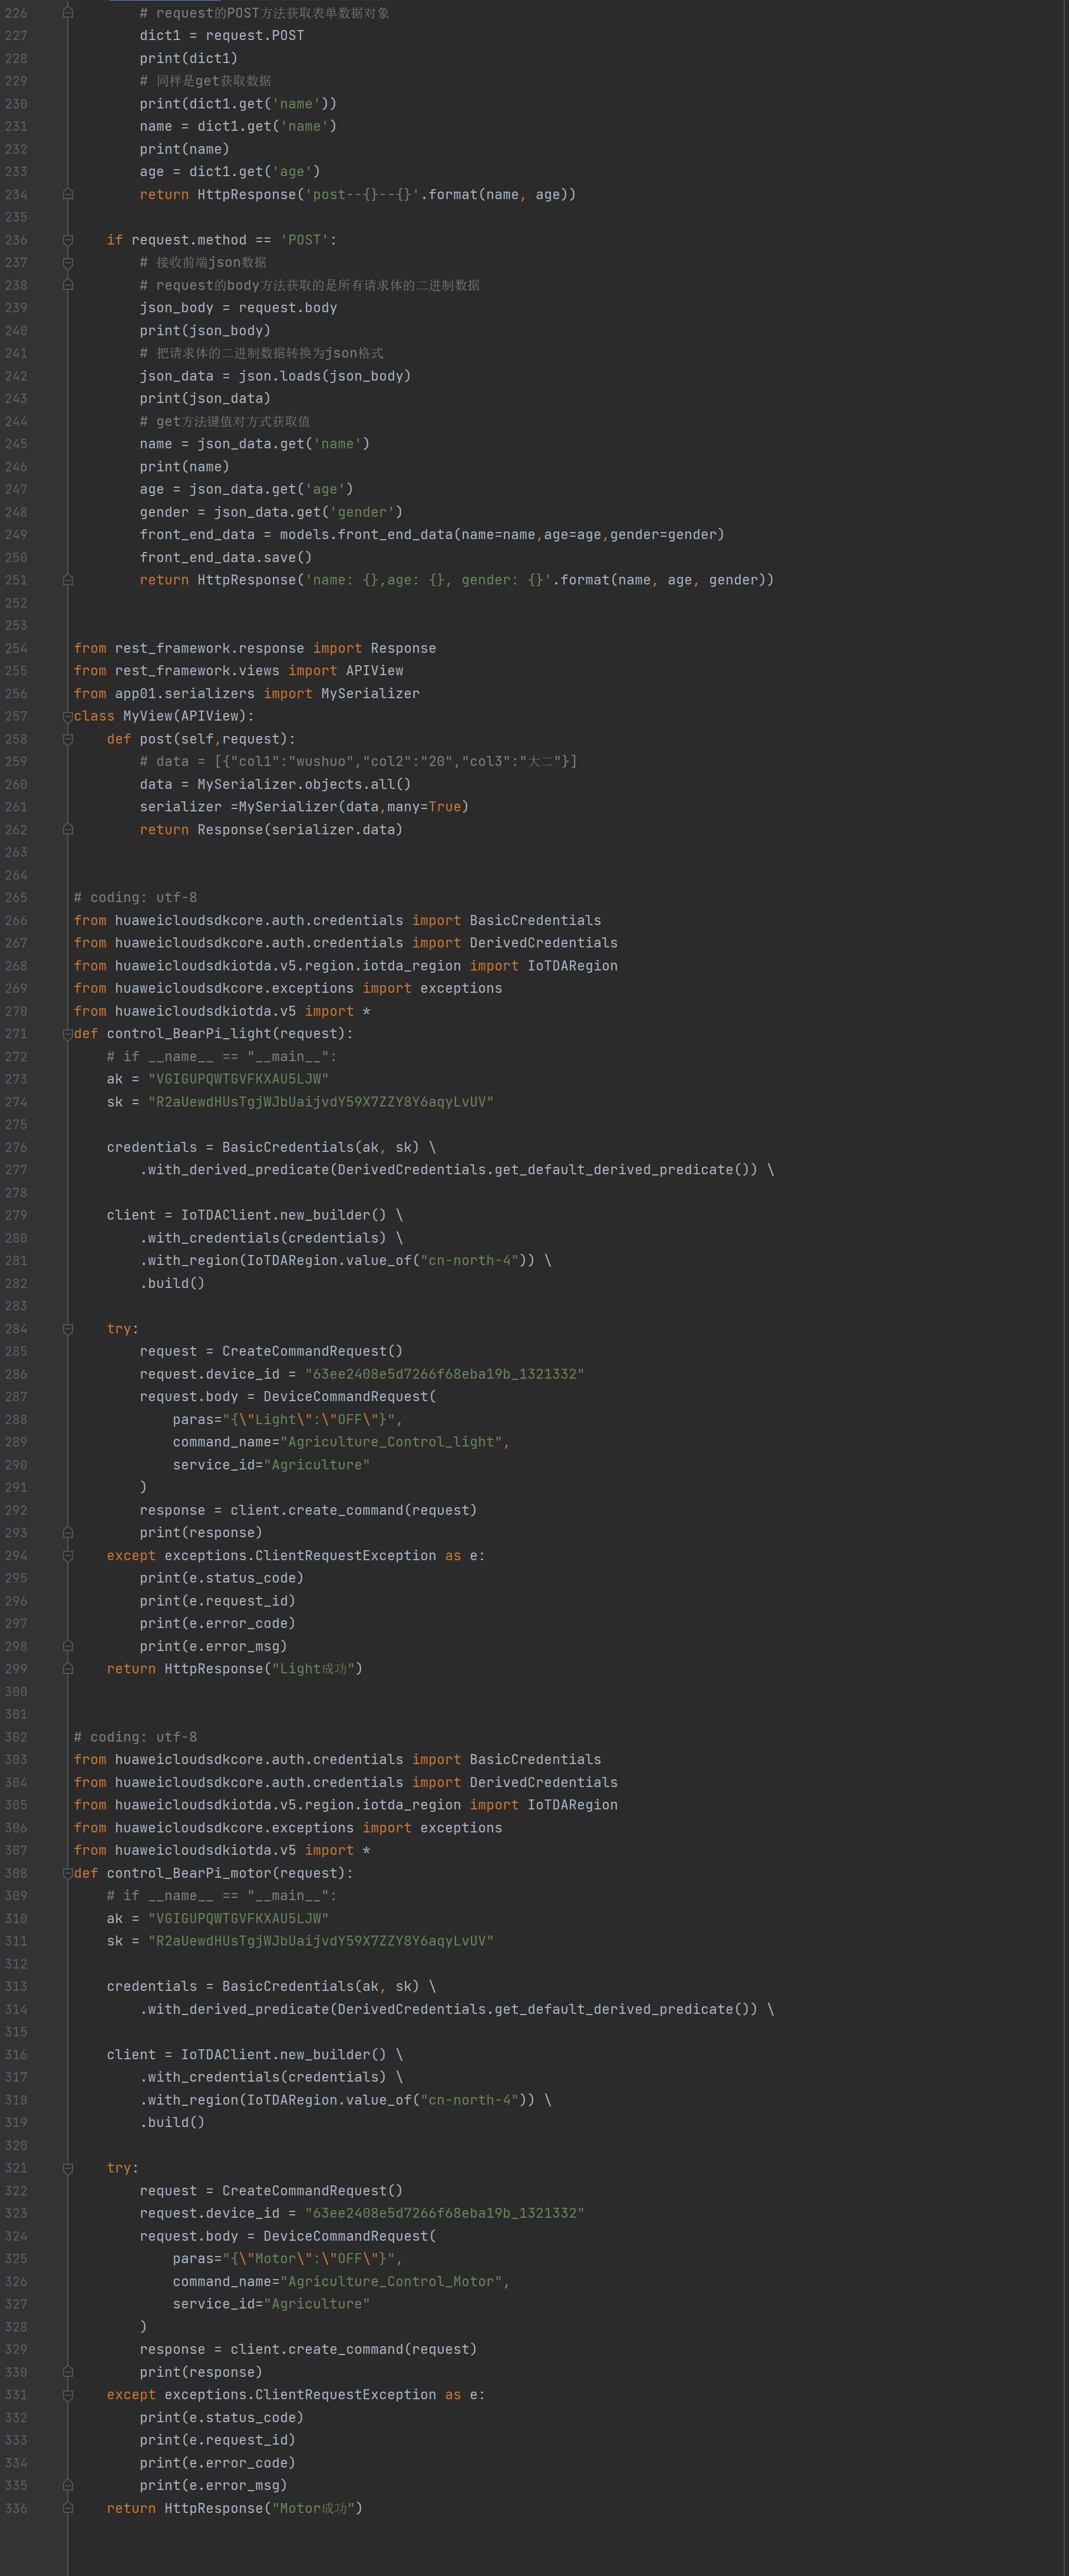 226 # request的POST方法获取表单数据对象
227 dict1 = request.POST
228 print(dict1)
229 # 同样是get获取数据
230 print(dict1.get('name'))
231 name = dict1.get('name')
232 print(name)
233 age = dict1.get('age')
234 return HttpResponse('post--{}--{}'.format(name, age))
235
236 if request.method == 'POST':
237 # 接收前端json数据
238 # request的body方法获取的是所有请求体的二进制数据
239 json_body = request.body
240 print(json_body)
241 # 把请求体的二进制数据转换为json格式
242 json_data = json.loads(json_body)
243 print(json_data)
244 # get方法键值对方式获取值
245 name = json_data.get('name')
246 print(name)
247 age = json_data.get('age')
248 gender = json_data.get('gender')
249 front_end_data = models.front_end_data(name=name,age=age,gender=gender)
250 front_end_data.save()
251 return HttpResponse('name: {},age: {}, gender: {}'.format(name, age, gender))
252
253
254 from rest_framework.response import Response
255 from rest_framework.views import APIView
256 from app01.serializers import MySerializer
257 class MyView(APIView):
258 def post(self,request):
259 # data = [{"col1":"wushuo","col2":"20","col3":"大二"}]
260 data = MySerializer.objects.all()
261 serializer =MySerializer(data,many=True)
262 return Response(serializer.data)
263
264
265 # coding: utf-8
266 from huaweicloudsdkcore.auth.credentials import BasicCredentials
267 from huaweicloudsdkcore.auth.credentials import DerivedCredentials
268 from huaweicloudsdkiotda.v5.region.iotda_region import IoTDARegion
269 from huaweicloudsdkcore.exceptions import exceptions
270 from huaweicloudsdkiotda.v5 import *
271 def control_BearPi_light(request):
272 # if __name__ == "__main__":
273 ak = "VGIGUPQWTGVFKXAU5LJW"
274 sk = "R2aUewdHUsTgjWJbUaijvdY59X7ZZY8Y6aqyLvUV"
275
276 credentials = BasicCredentials(ak, sk) \
277 .with_derived_predicate(DerivedCredentials.get_default_derived_predicate()) \
278
279 client = IoTDAClient.new_builder() \
280 .with_credentials(credentials) \
281 .with_region(IoTDARegion.value_of("cn-north-4")) \
282 .build()
283
284 try:
285 request = CreateCommandRequest()
286 request.device_id = "63ee2408e5d7266f68eba19b_1321332"
287 request.body = DeviceCommandRequest(
288 paras="{\"Light\":\"OFF\"}",
289 command_name="Agriculture_Control_light",
290 service_id="Agriculture"
291 )
292 response = client.create_command(request)
293 print(response)
294 except exceptions.ClientRequestException as e:
295 print(e.status_code)
296 print(e.request_id)
297 print(e.error_code)
298 print(e.error_msg)
299 return HttpResponse("Light成功")
300
301
302 # coding: utf-8
303 from huaweicloudsdkcore.auth.credentials import BasicCredentials
304 from huaweicloudsdkcore.auth.credentials import DerivedCredentials
305 from huaweicloudsdkiotda.v5.region.iotda_region import IoTDARegion
306 from huaweicloudsdkcore.exceptions import exceptions
307 from huaweicloudsdkiotda.v5 import *
308 def control_BearPi_motor(request):
309 # if __name__ == "__main__":
310 ak = "VGIGUPQWTGVFKXAU5LJW"
311 sk = "R2aUewdHUsTgjWJbUaijvdY59X7ZZY8Y6aqyLvUV"
312
313 credentials = BasicCredentials(ak, sk) \
314 .with_derived_predicate(DerivedCredentials.get_default_derived_predicate()) \
315
316 client = IoTDAClient.new_builder() \
317 .with_credentials(credentials) \
318 .with_region(IoTDARegion.value_of("cn-north-4")) \
319 .build()
320
321 try:
322 request = CreateCommandRequest()
323 request.device_id = "63ee2408e5d7266f68eba19b_1321332"
324 request.body = DeviceCommandRequest(
325 paras="{\"Motor\":\"OFF\"}",
326 command_name="Agriculture_Control_Motor",
327 service_id="Agriculture"
328 )
329 response = client.create_command(request)
330 print(response)
331 except exceptions.ClientRequestException as e:
332 print(e.status_code)
333 print(e.request_id)
334 print(e.error_code)
335 print(e.error_msg)
336 return HttpResponse("Motor成功")